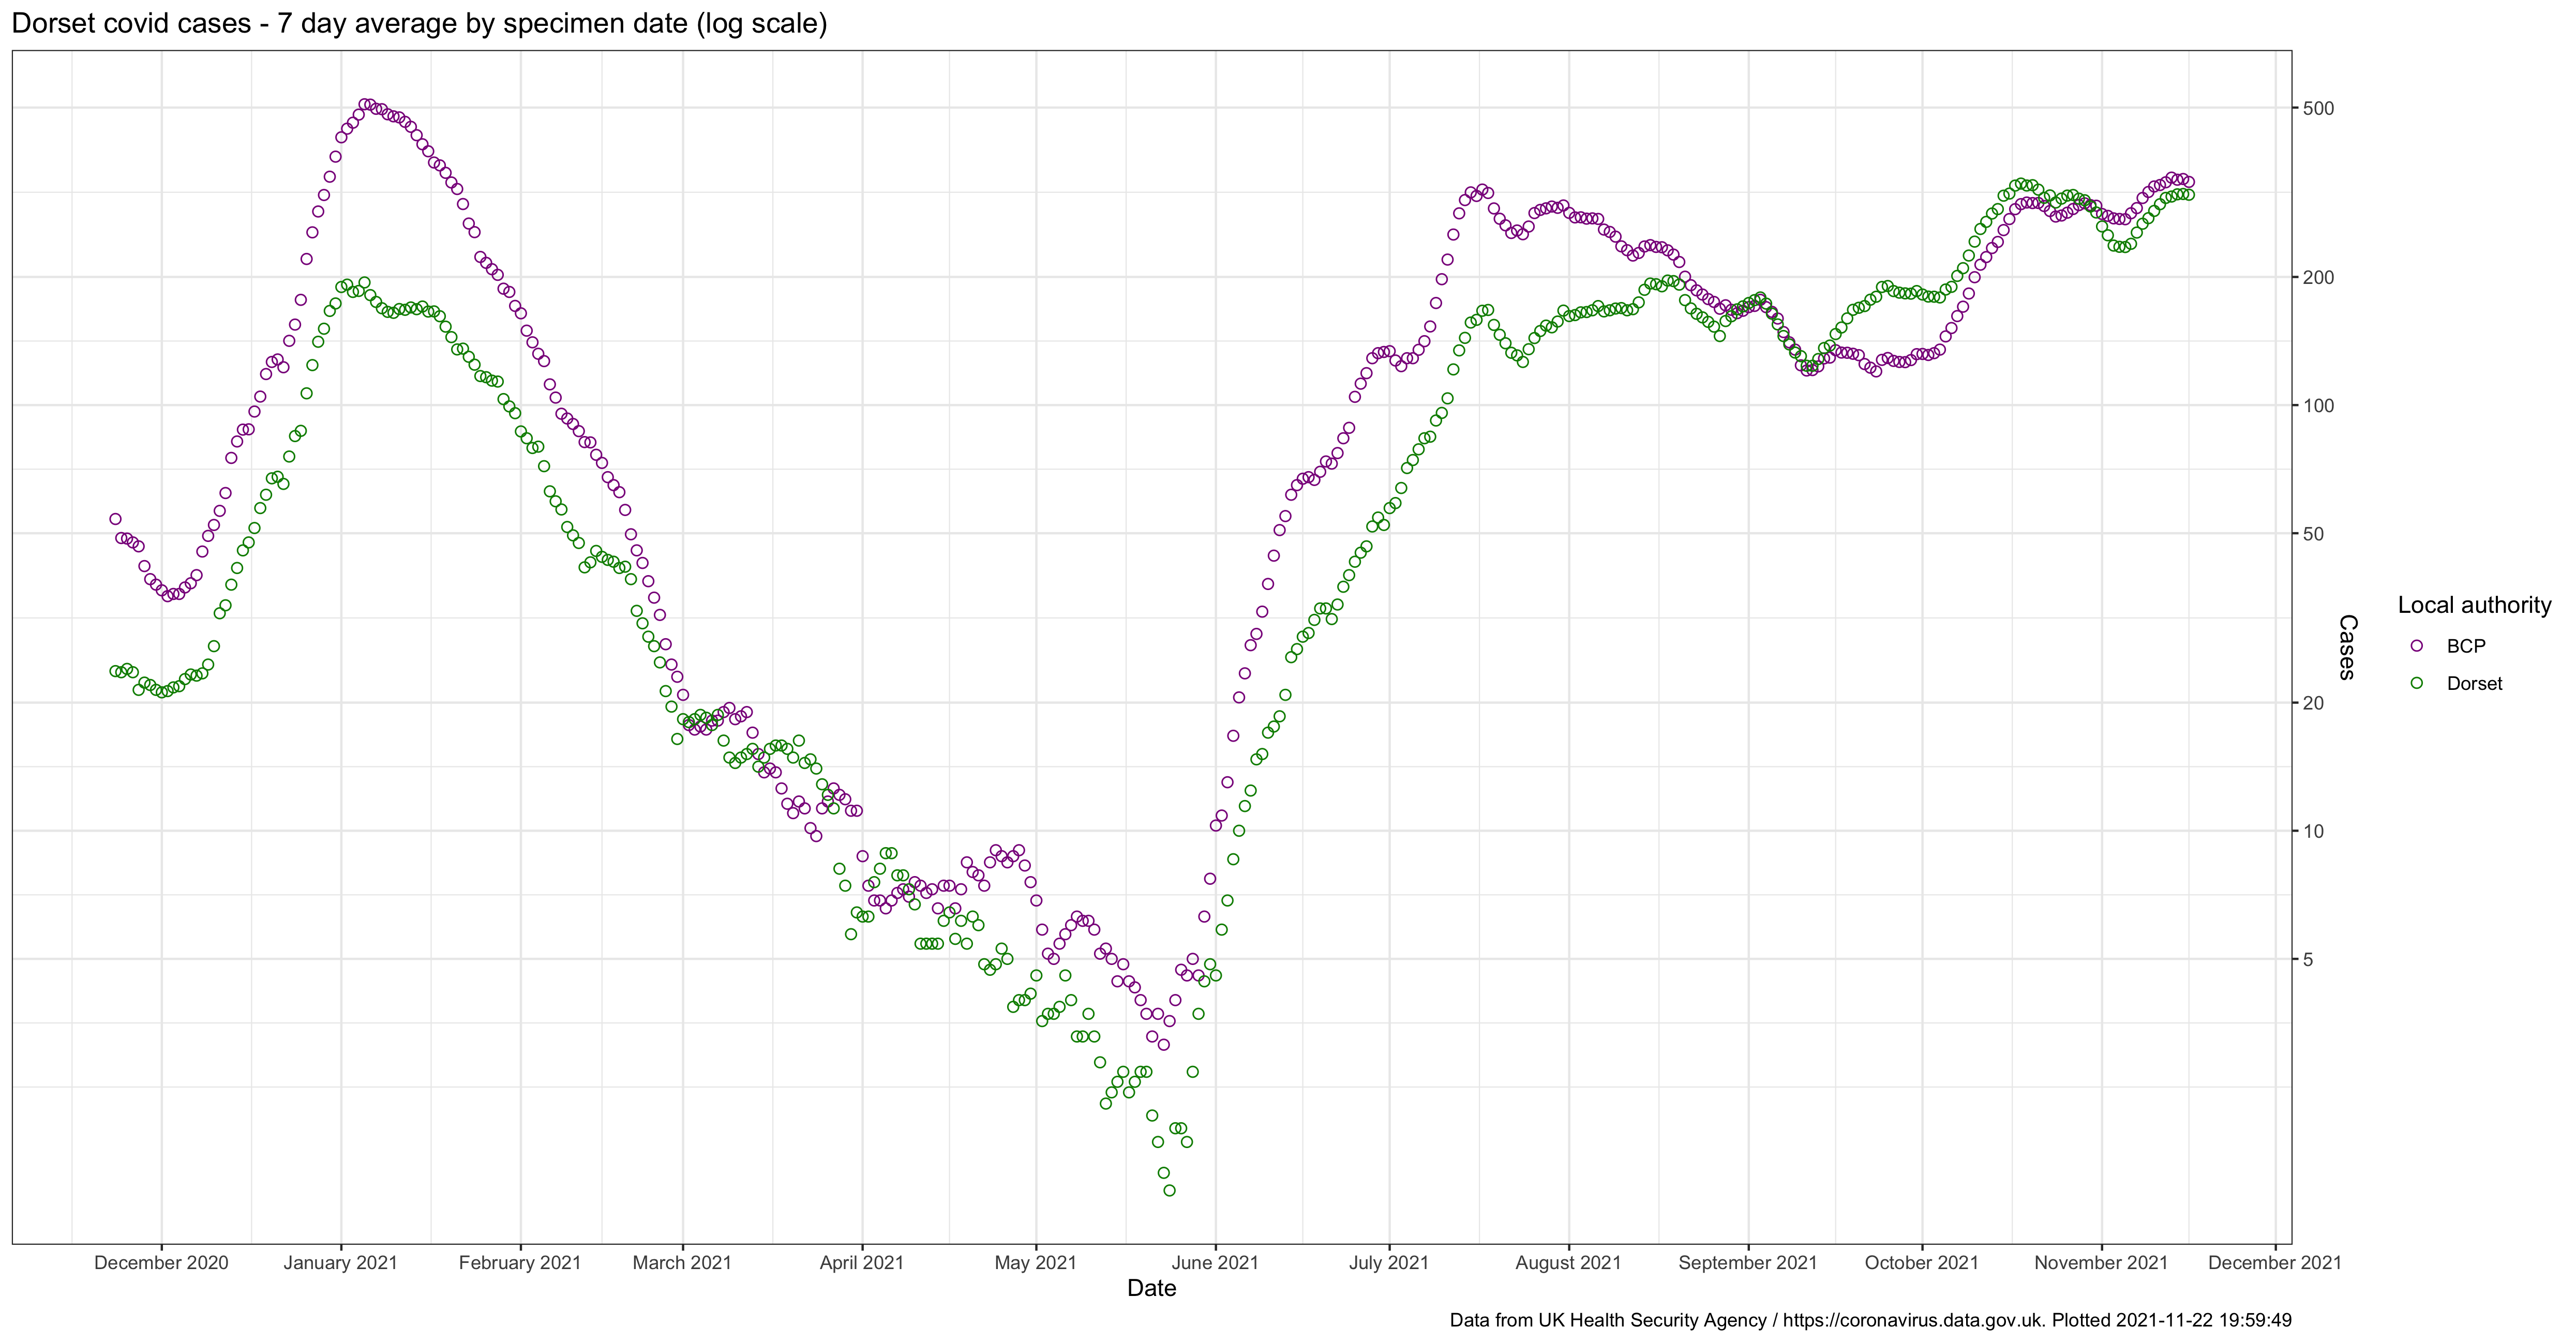 Dorset covid cases - 7 day average by specimen date (log scale)
500
200
100
50
20
10
5
Cases
Local authority
BCP
Dorset
December 2020
January 2021
February 2021
March 2021
April 2021
May 2021
June 2021
July 2021
August 2021
September 2021
October 2021
November 2021
December 2021
Date
Data from UK Health Security Agency / https://coronavirus.data.gov.uk. Plotted 2021-11-22 19:59:49